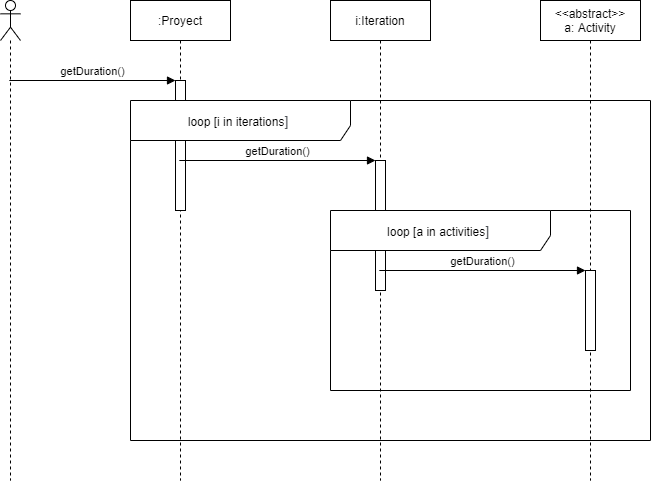 :Proyect
i:Iteration
<<abstract>>
a: Activity
getDuration()
loop [i in iterations]
getDuration()
loop [a in activities]
getDuration()